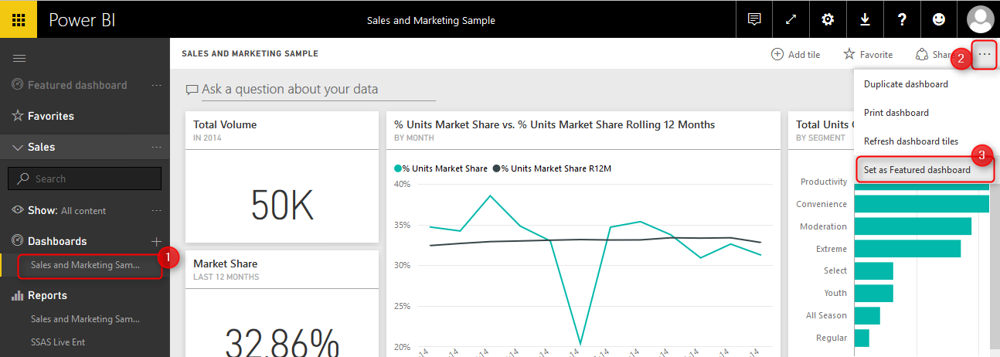 Power BI
Sales and Marketing Sample
Featured dashboard ...
Favorites
Sales ...
Search
Show: All content ...
Dashboards +
Sales and Marketing Sam...
1
Reports
Sales and Marketing Sam...
SSAS Live Ent
SALES AND MARKETING SAMPLE
Add tile
Favorite
Share
2
...
Duplicate dashboard
Print dashboard
Refresh dashboard tiles
3
Set as Featured dashboard
Ask a question about your data
Total Volume
IN 2014
50K
Market Share
LAST 12 MONTHS
32.86%
% Units Market Share vs. % Units Market Share Rolling 12 Months
BY MONTH
% Units Market Share % Units Market Share R12M
40%
35%
30%
25%
20%
Total Units
BY SEGMENT
Productivity
Convenience
Moderation
Extreme
Select
Youth
All Season
Regular